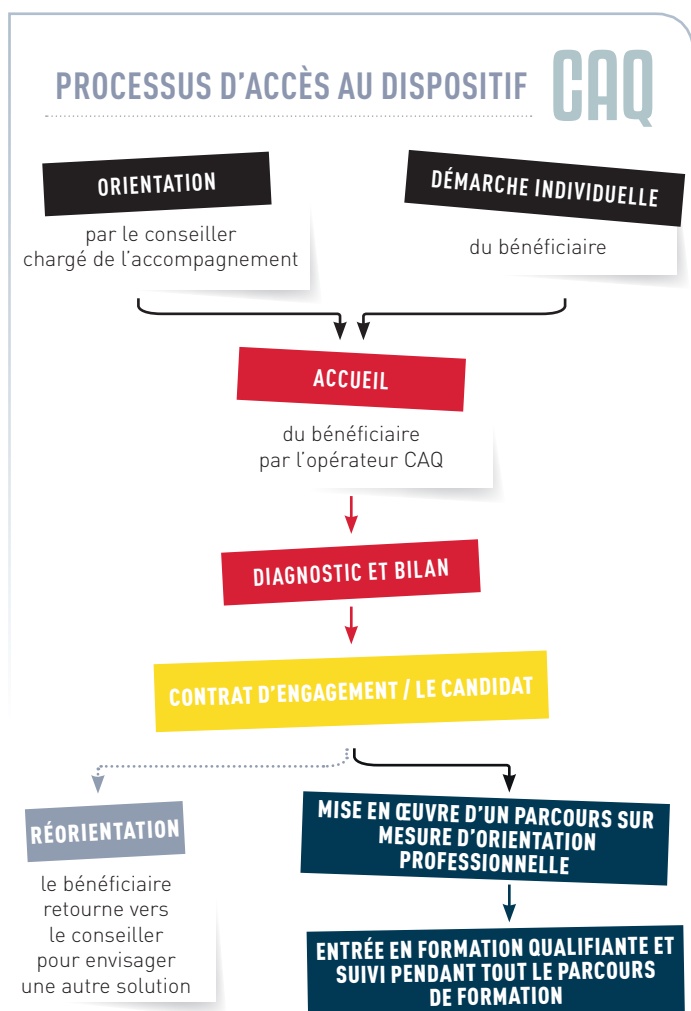 PROCESSUS D'ACCÈS AU DISPOSITIF CAQ
ORIENTATION
par le conseiller
chargé de l'accompagnement
DÉMARCHE INDIVIDUELLE
du bénéficiaire
ACCUEIL
du bénéficiaire
par l'opérateur CAQ
DIAGNOSTIC ET BILAN
CONTRAT D'ENGAGEMENT / LE CANDIDAT
RÉORIENTATION
le bénéficiaire
retourne vers
le conseiller
pour envisager
une autre solution
MISE EN ŒUVRE D'UN PARCOURS SUR
MESURE D'ORIENTATION
PROFESSIONNELLE
ENTRÉE EN FORMATION QUALIFIANTE ET
SUIVI PENDANT TOUT LE PARCOURS
DE FORMATION